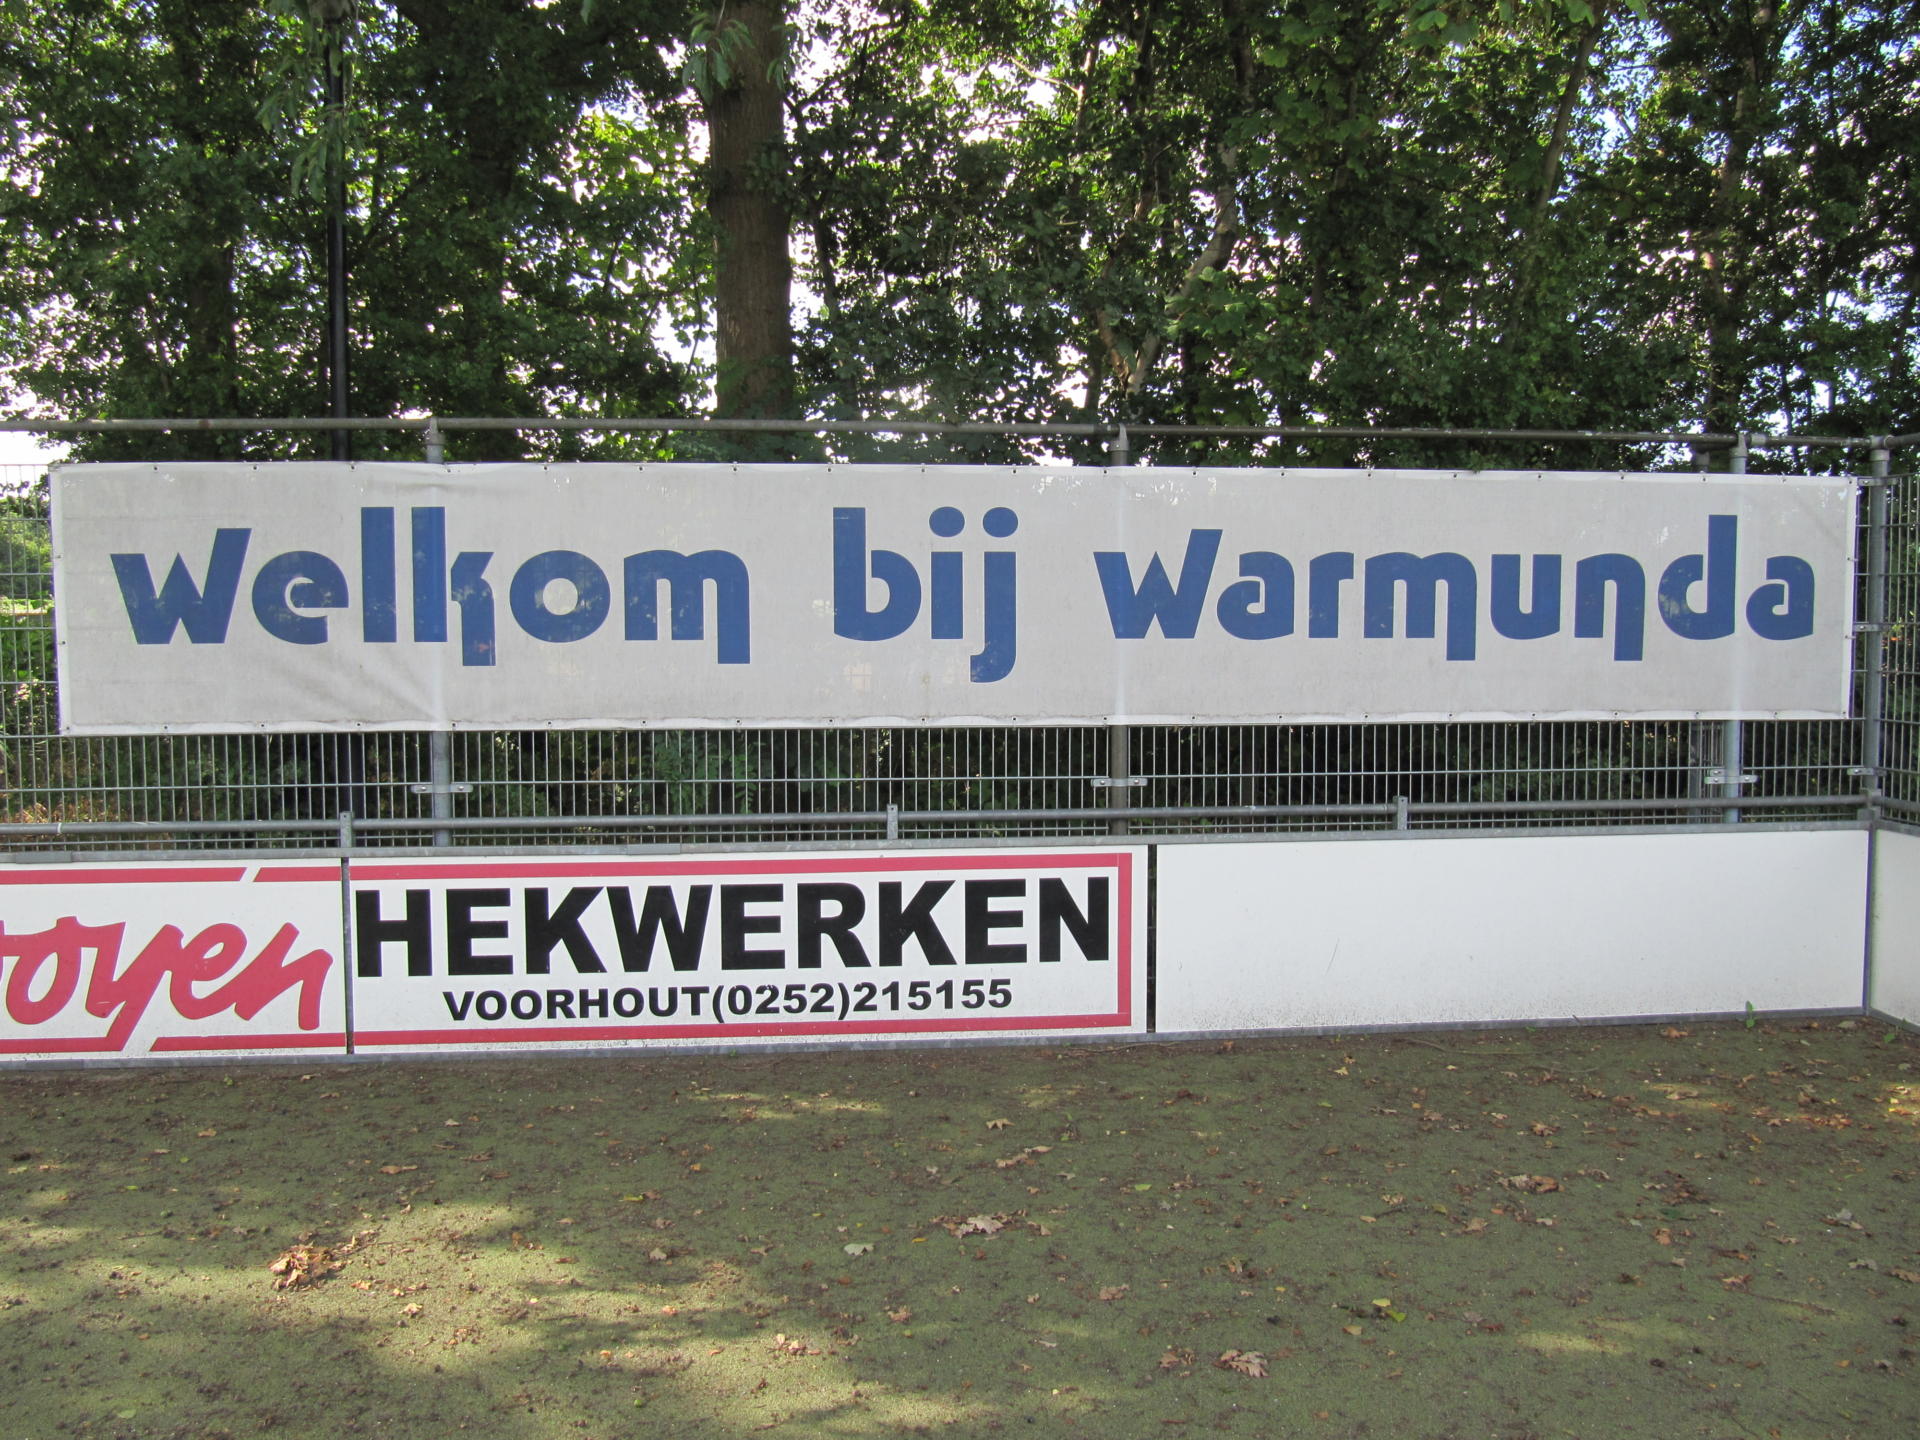 Welkom bij Warmunda
HEKWERKEN
VOORHOUT(0252)215155